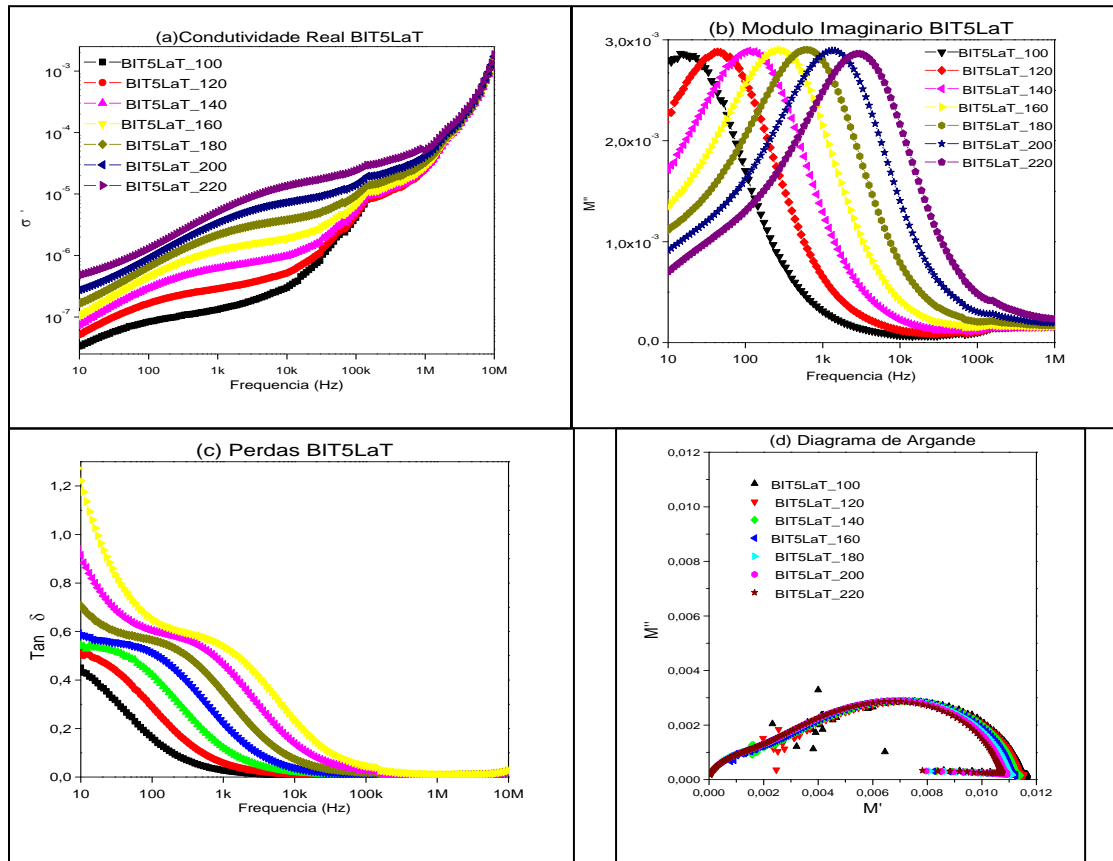 (a)Condutividade Real BIT5LaT
BIT5LaT_100
BIT5LaT_120
BIT5LaT_140
BIT5LaT_160
BIT5LaT_180
BIT5LaT_200
BIT5LaT_220
10⁻³
10⁻⁴
10⁻⁵
10⁻⁶
10⁻⁷
σ '
10 100 1k 10k 100k 1M 10M
Frequencia (Hz)
(b) Modulo Imaginario BIT5LaT
BIT5LaT_100
BIT5LaT_120
BIT5LaT_140
BIT5LaT_160
BIT5LaT_180
BIT5LaT_200
BIT5LaT_220
3,0x10⁻³
2,0x10⁻³
1,0x10⁻³
0,0
M''
10 100 1k 10k 100k 1M
Frequencia (Hz)
(c) Perdas BIT5LaT
1,2
1,0
0,8
0,6
0,4
0,2
0,0
Tan δ
10 100 1k 10k 100k 1M 10M
Frequencia (Hz)
(d) Diagrama de Argande
BIT5LaT_100
BIT5LaT_120
BIT5LaT_140
BIT5LaT_160
BIT5LaT_180
BIT5LaT_200
BIT5LaT_220
0,012
0,010
0,008
0,006
0,004
0,002
0,000
M''
0,000 0,002 0,004 0,006 0,008 0,010 0,012
M'